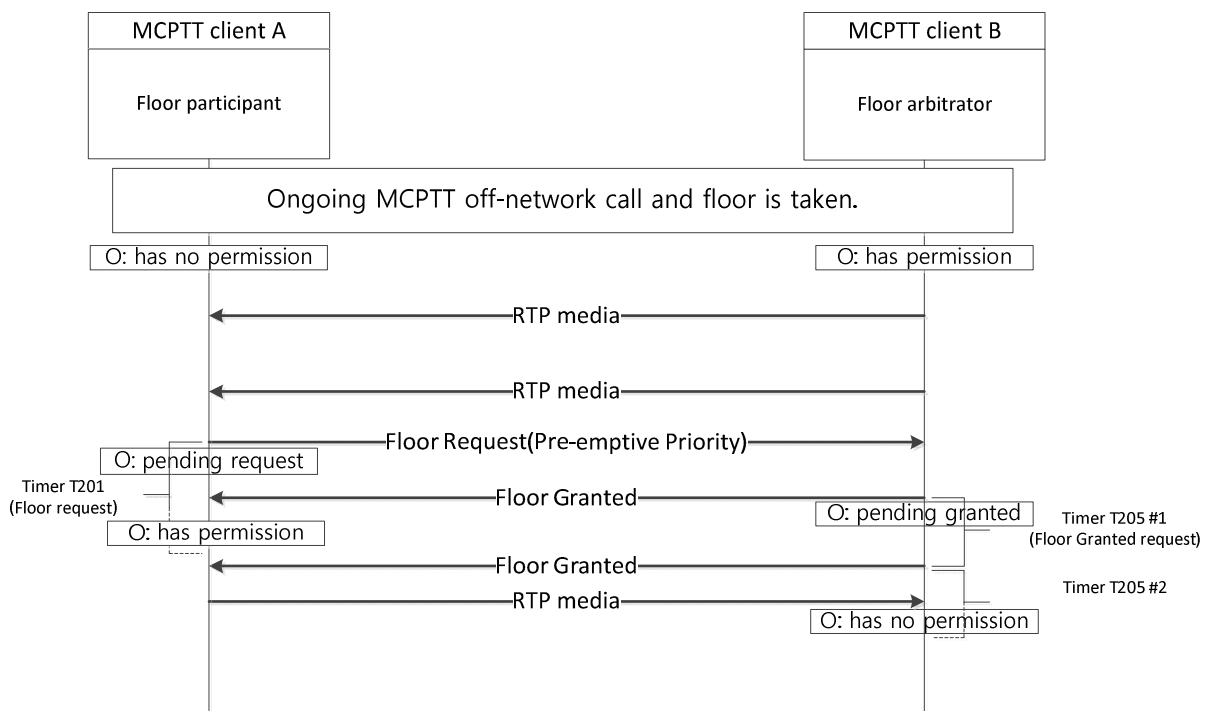 MCPTT client A
MCPTT client B
Floor participant
Floor arbitrator
Ongoing MCPTT off-network call and floor is taken.
O: has no permission
O: has permission
RTP media
RTP media
Floor Request(Pre-emptive Priority)
O: pending request
Timer T201
(Floor request)
Floor Granted
O: pending granted
O: has permission
Timer T205 #1
(Floor Granted request)
Floor Granted
Timer T205 #2
RTP media
O: has no permission